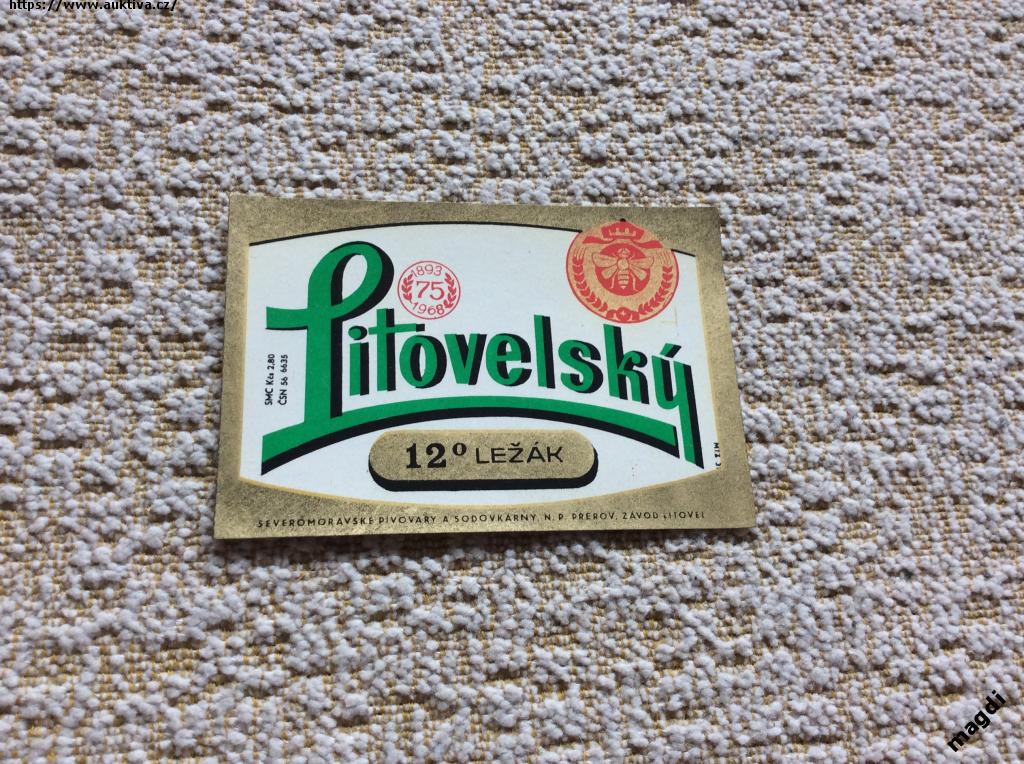 https://www.auktiva.cz/
1893
75
1968
Litovelský
SMC Kčs 2,80
ČSN 56 6635
12° LEŽÁK
SEVEROMORAVSKÉ PIVOVARY A SODOVKÁRNY, N. P. PŘEROV, ZÁVOD LITOVEL
magdi